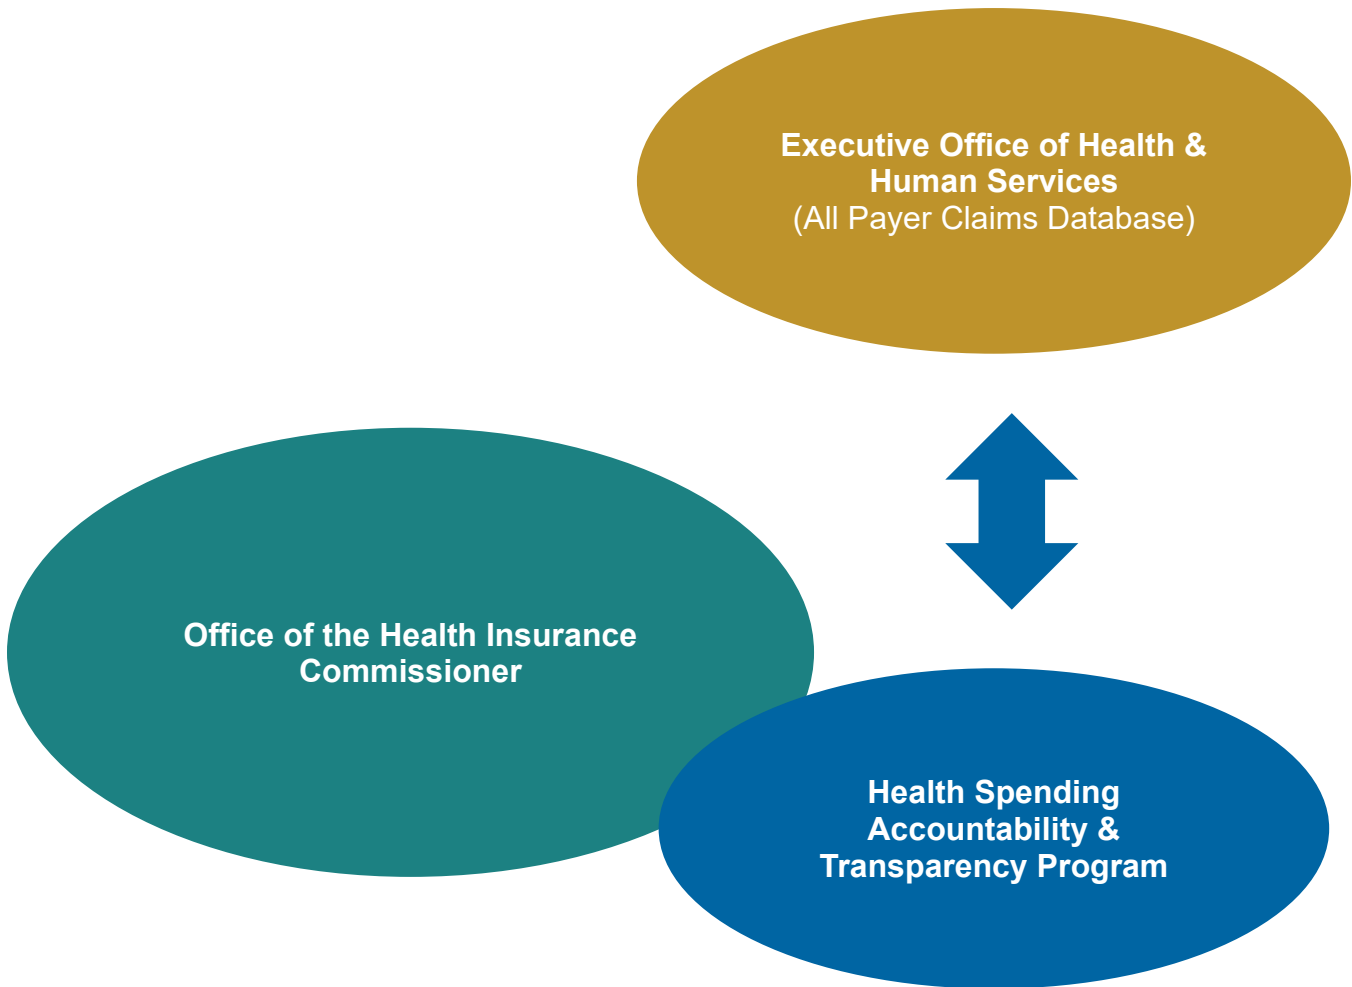 Executive Office of Health &
Human Services
(All Payer Claims Database)
Office of the Health Insurance
Commissioner
Health Spending
Accountability &
Transparency Program